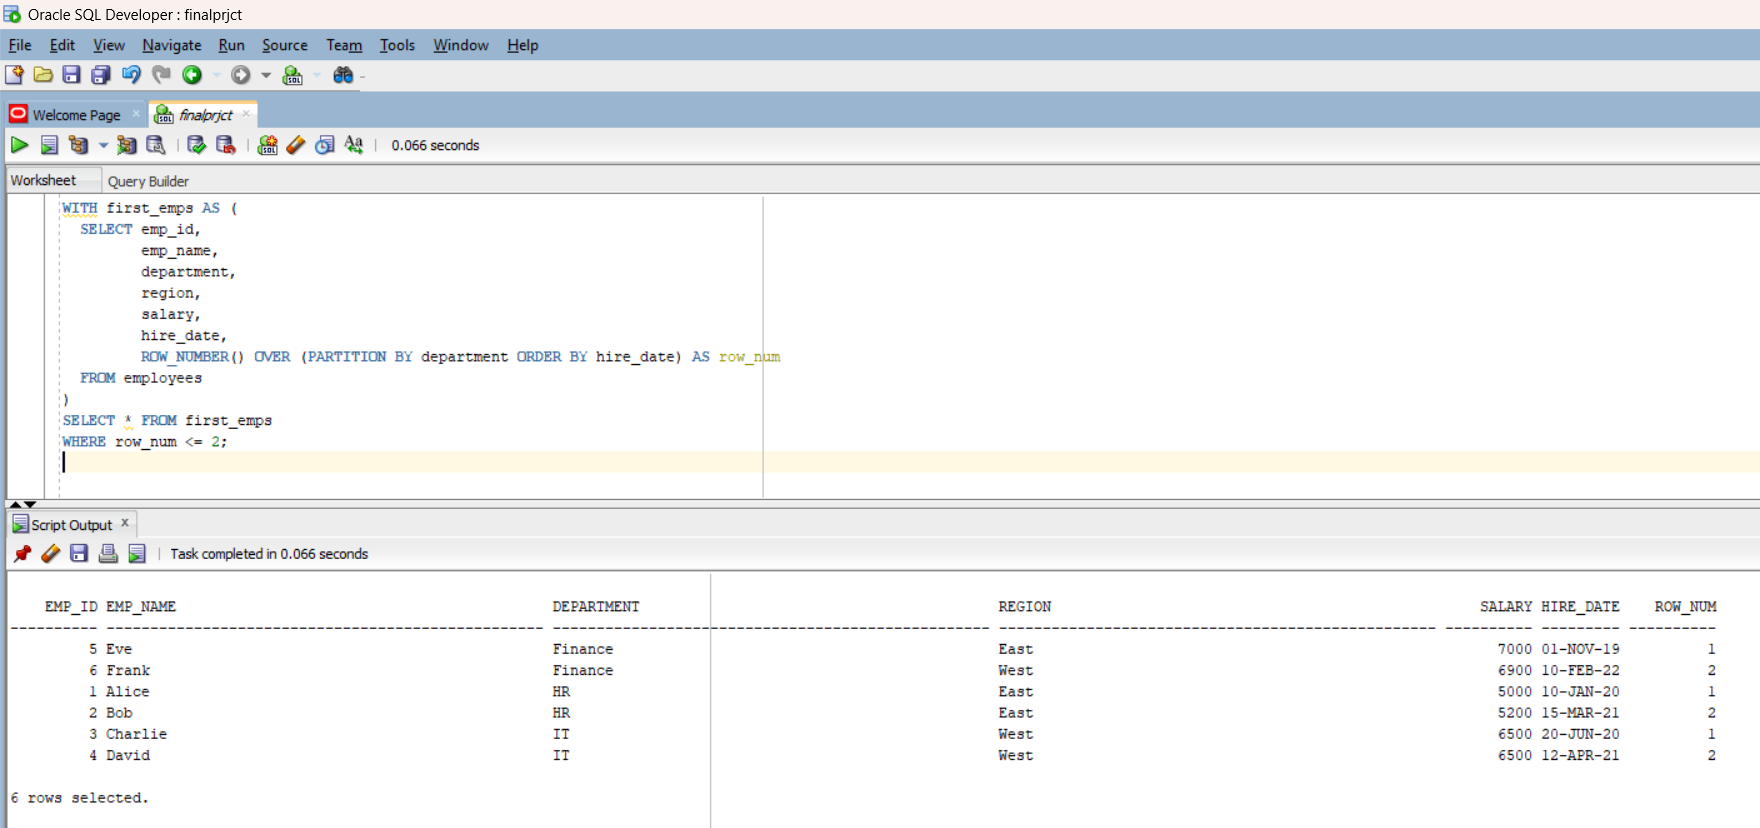 Oracle SQL Developer : finalprjct
File Edit View Navigate Run Source Team Tools Window Help
Welcome Page finalprjct
0.066 seconds
Worksheet Query Builder
WITH first_emps AS (
SELECT emp_id,
emp_name,
department,
region,
salary,
hire_date,
ROW_NUMBER() OVER (PARTITION BY department ORDER BY hire_date) AS row_num
FROM employees
)
SELECT * FROM first_emps
WHERE row_num <= 2;
Script Output x
Task completed in 0.066 seconds
EMP_ID EMP_NAME DEPARTMENT REGION SALARY HIRE_DATE ROW_NUM
---------- -------------------------------------------------- -------------------------------------------------- -------------------------------------------------- ---------- --------- ----------
5 Eve Finance East 7000 01-NOV-19 1
6 Frank Finance West 6900 10-FEB-22 2
1 Alice HR East 5000 10-JAN-20 1
2 Bob HR East 5200 15-MAR-21 2
3 Charlie IT West 6500 20-JUN-20 1
4 David IT West 6500 12-APR-21 2
6 rows selected.